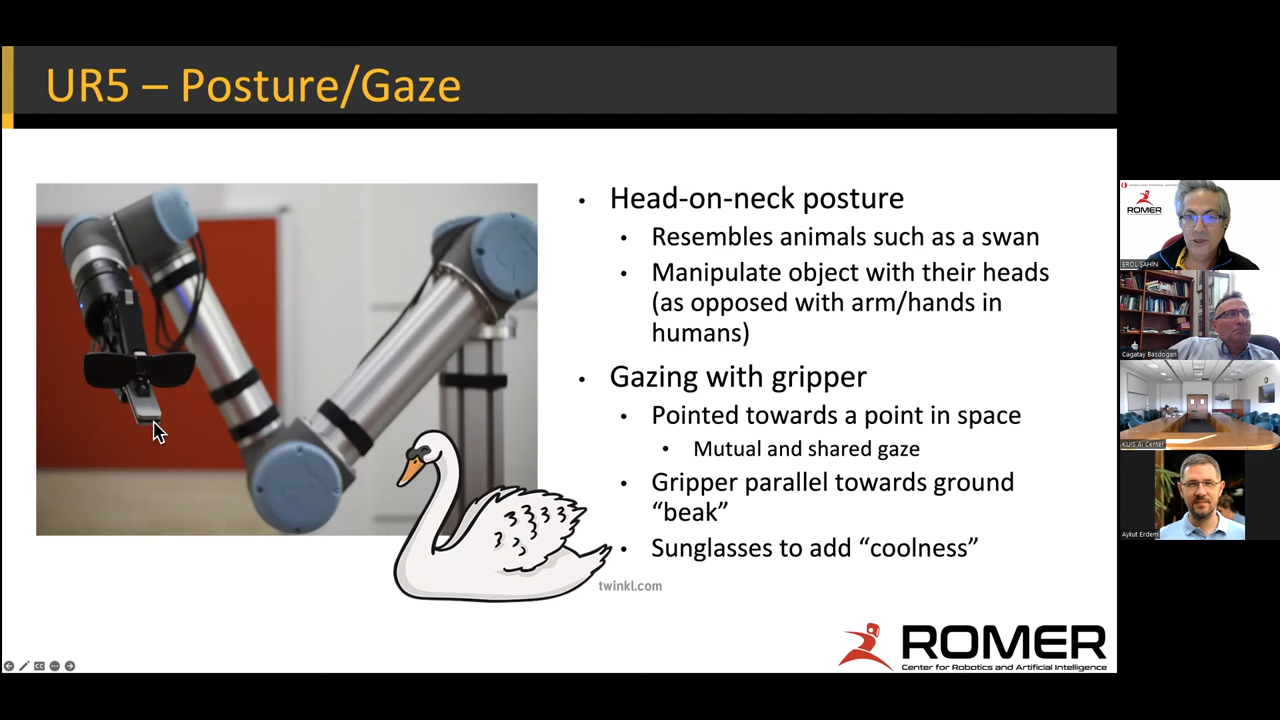 UR5 – Posture/Gaze
• Head-on-neck posture
• Resembles animals such as a swan
• Manipulate object with their heads
(as opposed with arm/hands in
humans)
• Gazing with gripper
• Pointed towards a point in space
• Mutual and shared gaze
• Gripper parallel towards ground
“beak”
• Sunglasses to add “coolness”
twinkl.com
ROMER
Center for Robotics and Artificial Intelligence
ROMER
EROL ŞAHİN
Cagatay Basdogan
KUIS AI Center
Aykut Erdem